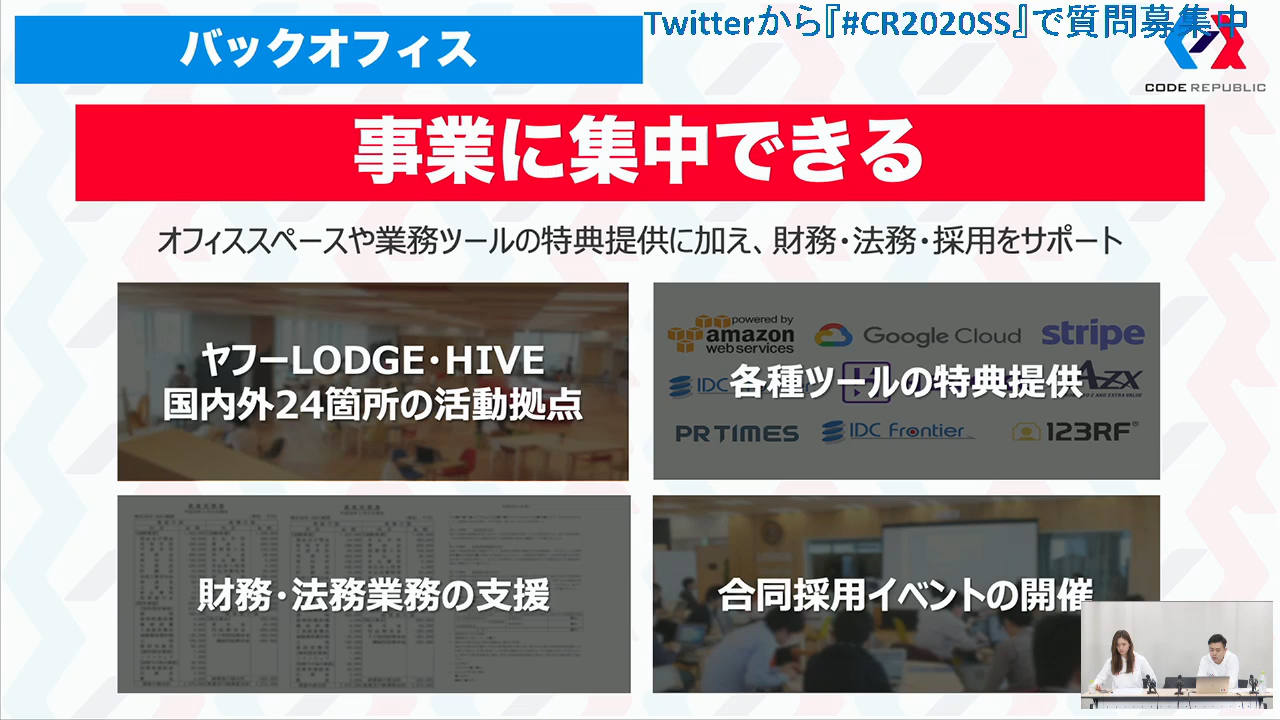 バックオフィス
Twitterから『#CR2020SS』で質問募集中
CODE REPUBLIC
事業に集中できる
オフィススペースや業務ツールの特典提供に加え、財務・法務・採用をサポート
ヤフーLODGE・HIVE
国内外24箇所の活動拠点
powered by
amazon
web services
Google Cloud
stripe
各種ツールの特典提供
PR TIMES
IDC Frontier
123RF
財務・法務業務の支援
合同採用イベントの開催